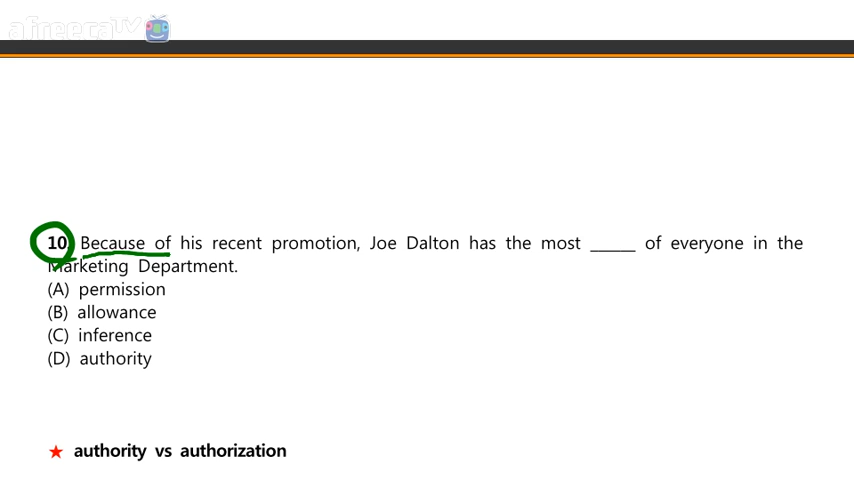 afreecaTV
10. Because of his recent promotion, Joe Dalton has the most _____ of everyone in the
Marketing Department.
(A) permission
(B) allowance
(C) inference
(D) authority
★ authority vs authorization